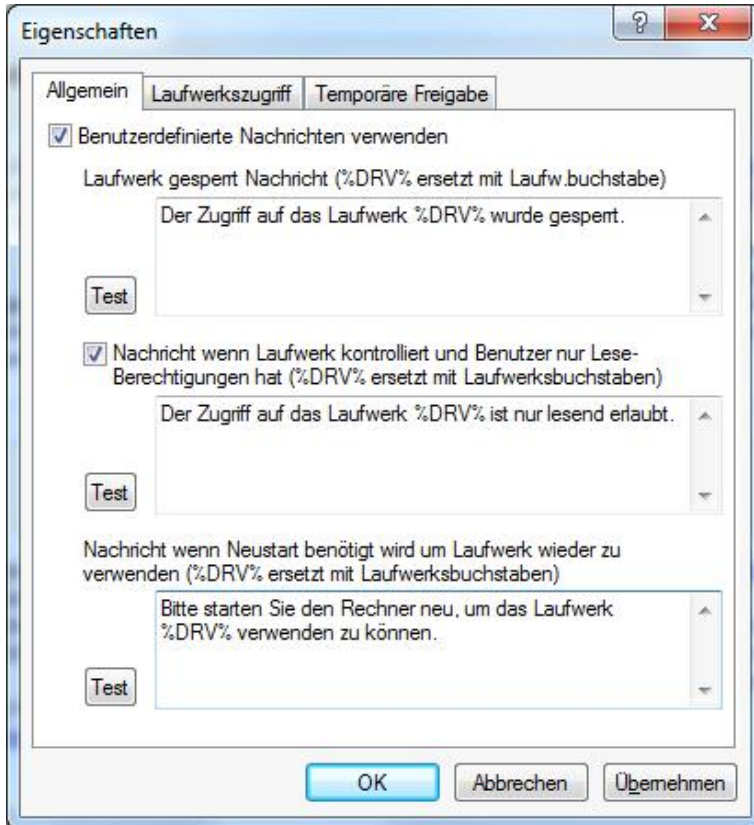 Eigenschaften
Allgemein Laufwerkszugriff Temporäre Freigabe
Benutzerdefinierte Nachrichten verwenden
Laufwerk gesperrt Nachricht (%DRV% ersetzt mit Laufw.buchstabe)
Der Zugriff auf das Laufwerk %DRV% wurde gesperrt.
Test
Nachricht wenn Laufwerk kontrolliert und Benutzer nur Lese-
Berechtigungen hat (%DRV% ersetzt mit Laufwerksbuchstaben)
Der Zugriff auf das Laufwerk %DRV% ist nur lesend erlaubt.
Test
Nachricht wenn Neustart benötigt wird um Laufwerk wieder zu
verwenden (%DRV% ersetzt mit Laufwerksbuchstaben)
Bitte starten Sie den Rechner neu, um das Laufwerk
%DRV% verwenden zu können.
Test
OK Abbrechen Übernehmen